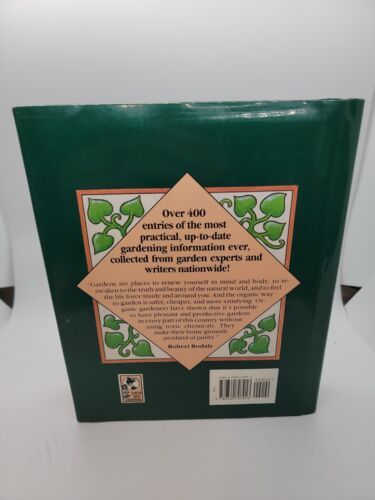 Over 400
entries of the most
practical, up-to-date
gardening information ever,
collected from garden experts and
writers nationwide!
"Gardens are places to renew yourself in mind and body, to re-
awaken to the truth and beauty of the natural world, and to feel
the life force inside and around you. And the organic way
to garden is safer, cheaper, and more satisfying. Or-
ganic gardeners have shown that it's possible
to have pleasant and productive gardens
in every part of this country without
using toxic chemicals. They
make their home grounds
an island of purity."
Robert Rodale